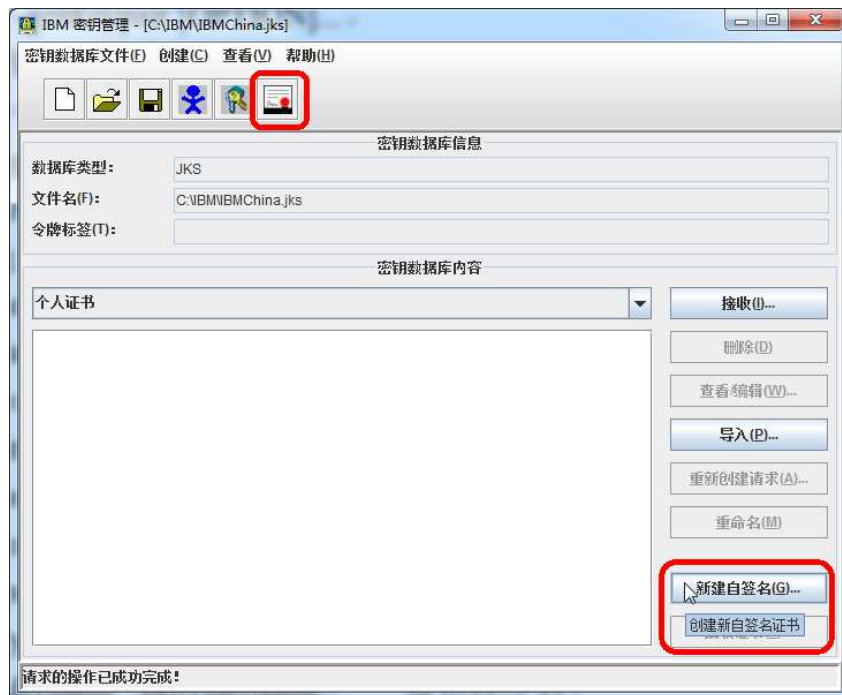 IBM 密钥管理 - [C:\IBM\IBMChina.jks]
密钥数据库文件(F) 创建(C) 查看(V) 帮助(H)
密钥数据库信息
数据库类型: JKS
文件名(F): C:\IBM\IBMChina.jks
令牌标签(T):
密钥数据库内容
个人证书
接收(I)...
删除(D)
查看/编辑(W)...
导入(P)...
重新创建请求(A)...
重命名(M)
新建自签名(G)...
创建新自签名证书
请求的操作已成功完成!